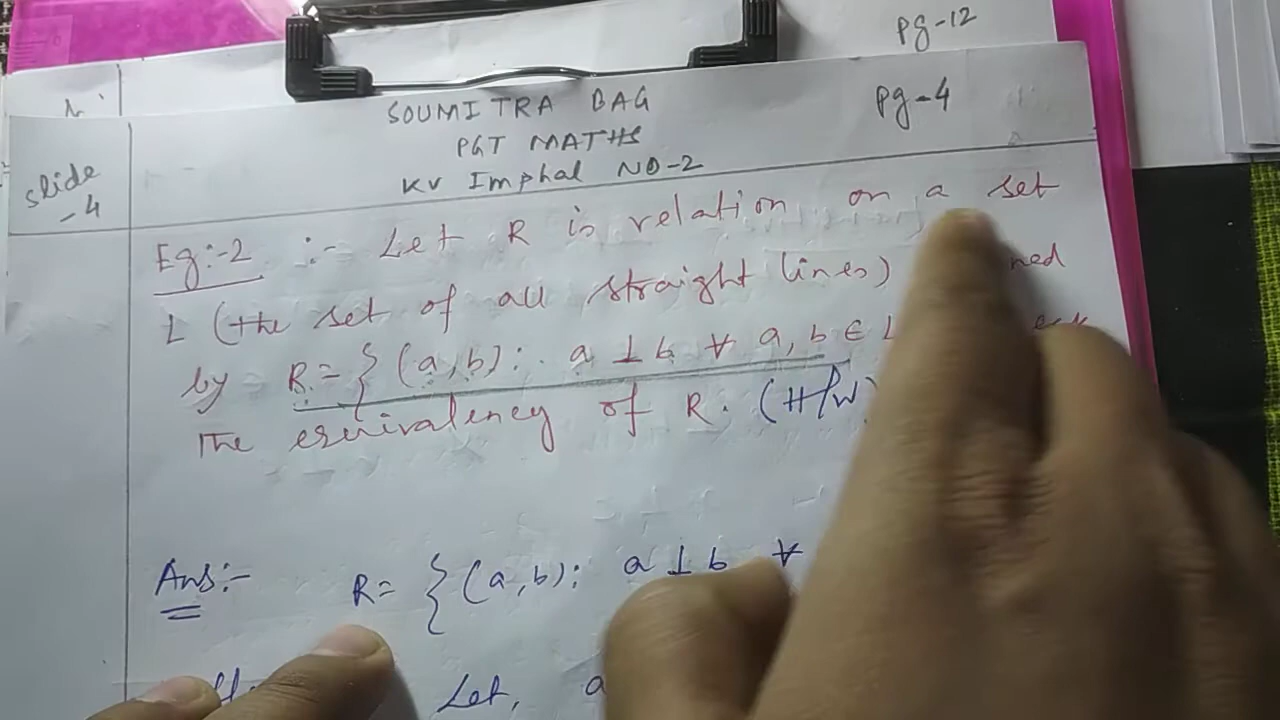 Pg-12
SOUMITRA BAG
Pg-4
PGT MATHS
KV Imphal NO-2
Slide
-4
Eg:-2 :- Let R is relation on a set
L (the set of all straight lines)
by R = { (a,b): a ⊥ b ∀ a, b ∈ L
The equivalency of R. (H/W)
Ans:- R = { (a,b): a ⊥ b ∀
Let, a